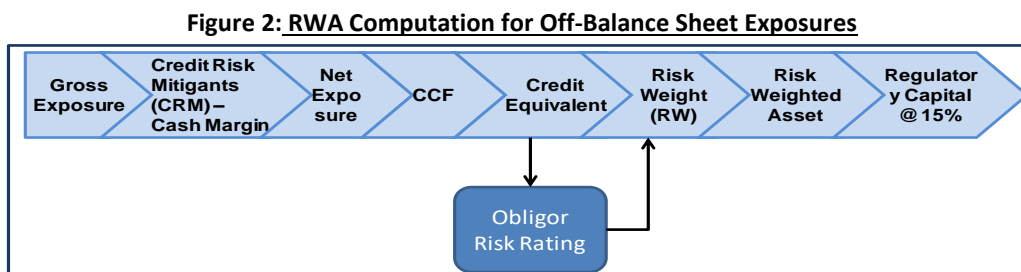 Figure 2: RWA Computation for Off-Balance Sheet Exposures
Gross
Exposure
Credit Risk
Mitigants
(CRM) –
Cash Margin
Net
Expo
sure
CCF
Credit
Equivalent
Risk
Weight
(RW)
Risk
Weighted
Asset
Regulator
y Capital
@ 15%
Obligor
Risk Rating